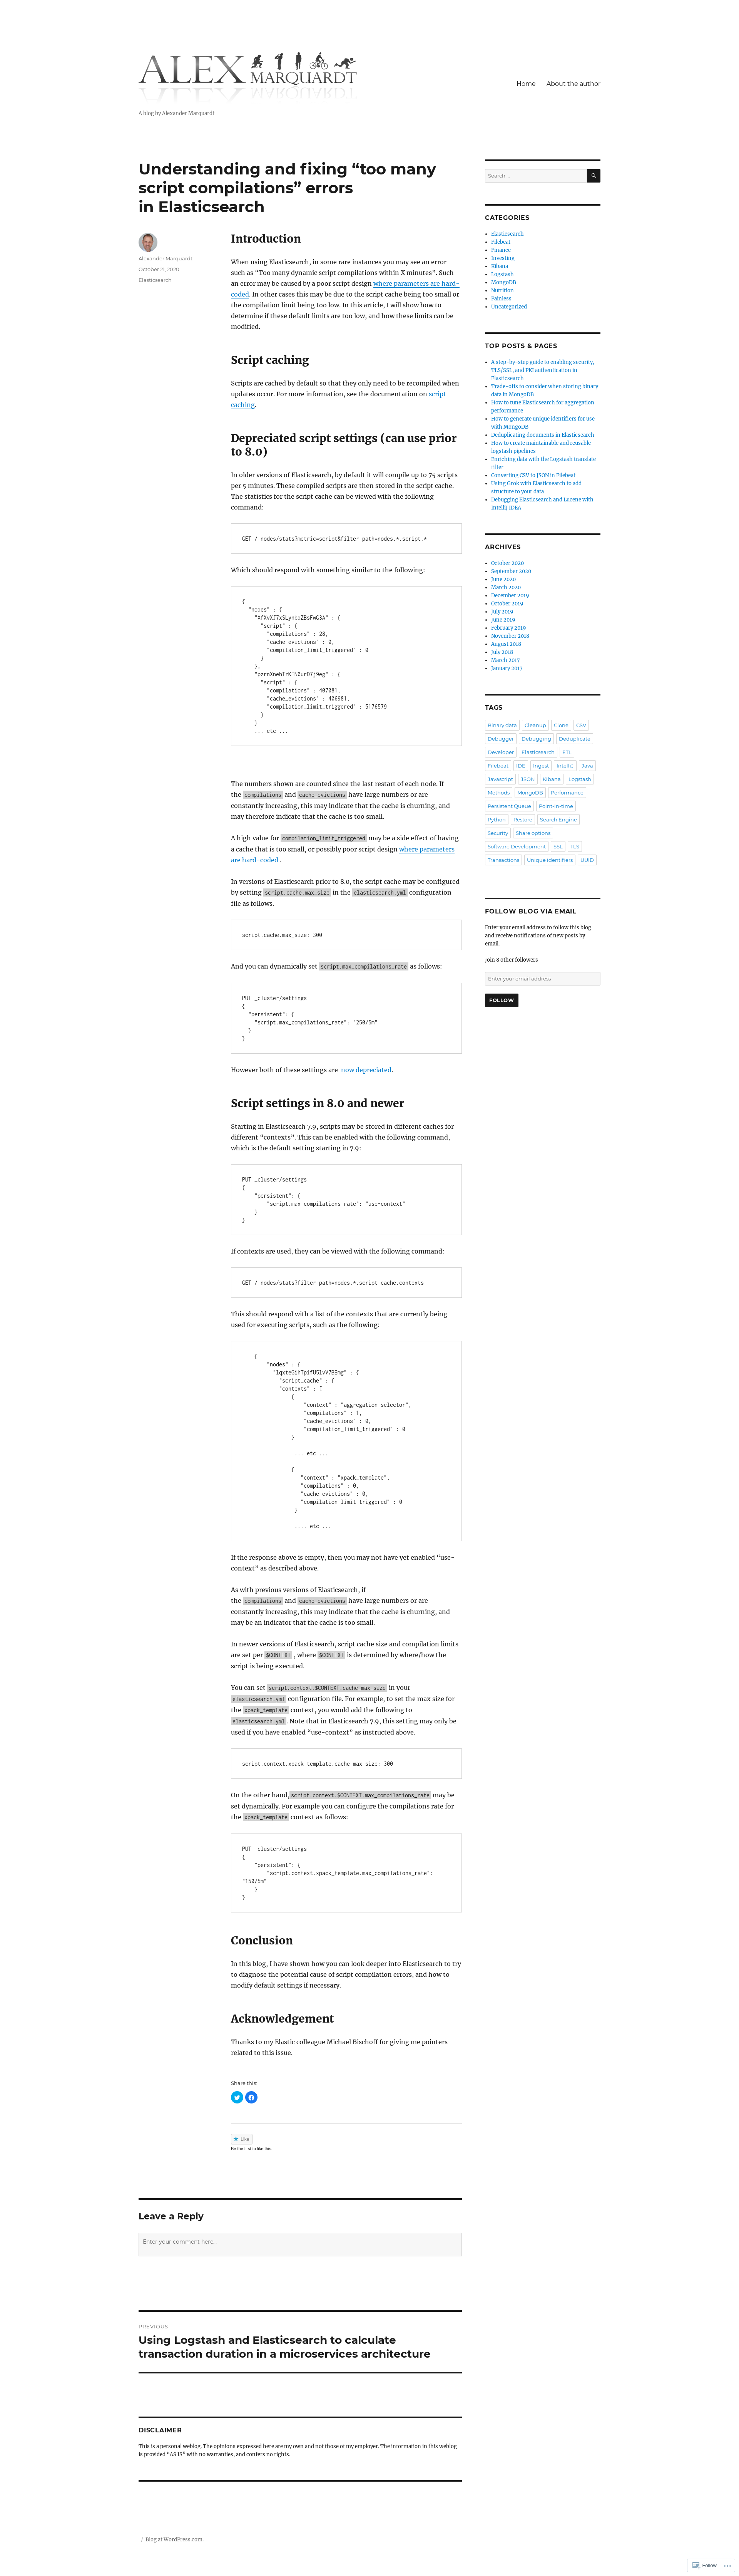 ALEX MARQUARDT
Home
About the author
A blog by Alexander Marquardt
Understanding and fixing “too many
script compilations” errors
in Elasticsearch
Alexander Marquardt
October 21, 2020
Elasticsearch
Introduction
When using Elasticsearch, in some rare instances you may see an error
such as “Too many dynamic script compilations within X minutes”. Such
an error may be caused by a poor script design where parameters are hard-
coded. In other cases this may be due to the script cache being too small or
the compilation limit being too low. In this article, I will show how to
determine if these default limits are too low, and how these limits can be
modified.
Script caching
Scripts are cached by default so that they only need to be recompiled when
updates occur. For more information, see the documentation on script
caching.
Depreciated script settings (can use prior
to 8.0)
In older versions of Elasticsearch, by default it will compile up to 75 scripts
per 5 minutes. These compiled scripts are then stored in the script cache.
The statistics for the script cache can be viewed with the following
command:
GET /_nodes/stats?metric=script&filter_path=nodes.*.script.*
Which should respond with something similar to the following:
{
"nodes" : {
"XfXvXJ7xSLynbdZBsFwG3A" : {
"script" : {
"compilations" : 28,
"cache_evictions" : 0,
"compilation_limit_triggered" : 0
}
},
"pzrnXnehTrKEN0urD7j9eg" : {
"script" : {
"compilations" : 407081,
"cache_evictions" : 406981,
"compilation_limit_triggered" : 5176579
}
}
... etc ...
The numbers shown are counted since the last restart of each node. If
the compilations and cache_evictions have large numbers or are
constantly increasing, this may indicate that the cache is churning, and
may therefore indicate that the cache is too small.
A high value for compilation_limit_triggered may be a side effect of having
a cache that is too small, or possibly poor script design where parameters
are hard-coded .
In versions of Elasticsearch prior to 8.0, the script cache may be configured
by setting script.cache.max_size in the elasticsearch.yml configuration
file as follows.
script.cache.max_size: 300
And you can dynamically set script.max_compilations_rate as follows:
PUT _cluster/settings
{
"persistent": {
"script.max_compilations_rate": "250/5m"
}
}
However both of these settings are now depreciated.
Script settings in 8.0 and newer
Starting in Elasticsearch 7.9, scripts may be stored in different caches for
different “contexts”. This can be enabled with the following command,
which is the default setting starting in 7.9:
PUT _cluster/settings
{
"persistent": {
"script.max_compilations_rate": "use-context"
}
}
If contexts are used, they can be viewed with the following command:
GET /_nodes/stats?filter_path=nodes.*.script_cache.contexts
This should respond with a list of the contexts that are currently being
used for executing scripts, such as the following:
{
"nodes" : {
"lqxteGihTpifU5lvV7BEmg" : {
"script_cache" : {
"contexts" : [
{
"context" : "aggregation_selector",
"compilations" : 1,
"cache_evictions" : 0,
"compilation_limit_triggered" : 0
}
... etc ...
{
"context" : "xpack_template",
"compilations" : 0,
"cache_evictions" : 0,
"compilation_limit_triggered" : 0
}
.... etc ...
If the response above is empty, then you may not have yet enabled “use-
context” as described above.
As with previous versions of Elasticsearch, if
the compilations and cache_evictions have large numbers or are
constantly increasing, this may indicate that the cache is churning, and
may be an indicator that the cache is too small.
In newer versions of Elasticsearch, script cache size and compilation limits
are set per $CONTEXT , where $CONTEXT is determined by where/how the
script is being executed.
You can set script.context.$CONTEXT.cache_max_size in your
elasticsearch.yml configuration file. For example, to set the max size for
the xpack_template context, you would add the following to
elasticsearch.yml. Note that in Elasticsearch 7.9, this setting may only be
used if you have enabled “use-context” as instructed above.
script.context.xpack_template.cache_max_size: 300
On the other hand, script.context.$CONTEXT.max_compilations_rate may be
set dynamically. For example you can configure the compilations rate for
the xpack_template context as follows:
PUT _cluster/settings
{
"persistent": {
"script.context.xpack_template.max_compilations_rate":
"150/5m"
}
}
Conclusion
In this blog, I have shown how you can look deeper into Elasticsearch to try
to diagnose the potential cause of script compilation errors, and how to
modify default settings if necessary.
Acknowledgement
Thanks to my Elastic colleague Michael Bischoff for giving me pointers
related to this issue.
Share this:
Like
Be the first to like this.
Leave a Reply
Enter your comment here...
PREVIOUS
Using Logstash and Elasticsearch to calculate
transaction duration in a microservices architecture
DISCLAIMER
This is a personal weblog. The opinions expressed here are my own and not those of my employer. The information in this weblog
is provided “AS IS” with no warranties, and confers no rights.
/ Blog at WordPress.com.
Search …
CATEGORIES
Elasticsearch
Filebeat
Finance
Investing
Kibana
Logstash
MongoDB
Nutrition
Painless
Uncategorized
TOP POSTS & PAGES
A step-by-step guide to enabling security,
TLS/SSL, and PKI authentication in
Elasticsearch
Trade-offs to consider when storing binary
data in MongoDB
How to tune Elasticsearch for aggregation
performance
How to generate unique identifiers for use
with MongoDB
Deduplicating documents in Elasticsearch
How to create maintainable and reusable
logstash pipelines
Enriching data with the Logstash translate
filter
Converting CSV to JSON in Filebeat
Using Grok with Elasticsearch to add
structure to your data
Debugging Elasticsearch and Lucene with
IntelliJ IDEA
ARCHIVES
October 2020
September 2020
June 2020
March 2020
December 2019
October 2019
July 2019
June 2019
February 2019
November 2018
August 2018
July 2018
March 2017
January 2017
TAGS
Binary data Cleanup Clone CSV
Debugger Debugging Deduplicate
Developer Elasticsearch ETL
Filebeat IDE Ingest IntelliJ Java
Javascript JSON Kibana Logstash
Methods MongoDB Performance
Persistent Queue Point-in-time
Python Restore Search Engine
Security Share options
Software Development SSL TLS
Transactions Unique identifiers UUID
FOLLOW BLOG VIA EMAIL
Enter your email address to follow this blog
and receive notifications of new posts by
email.
Join 8 other followers
Enter your email address
FOLLOW
Follow